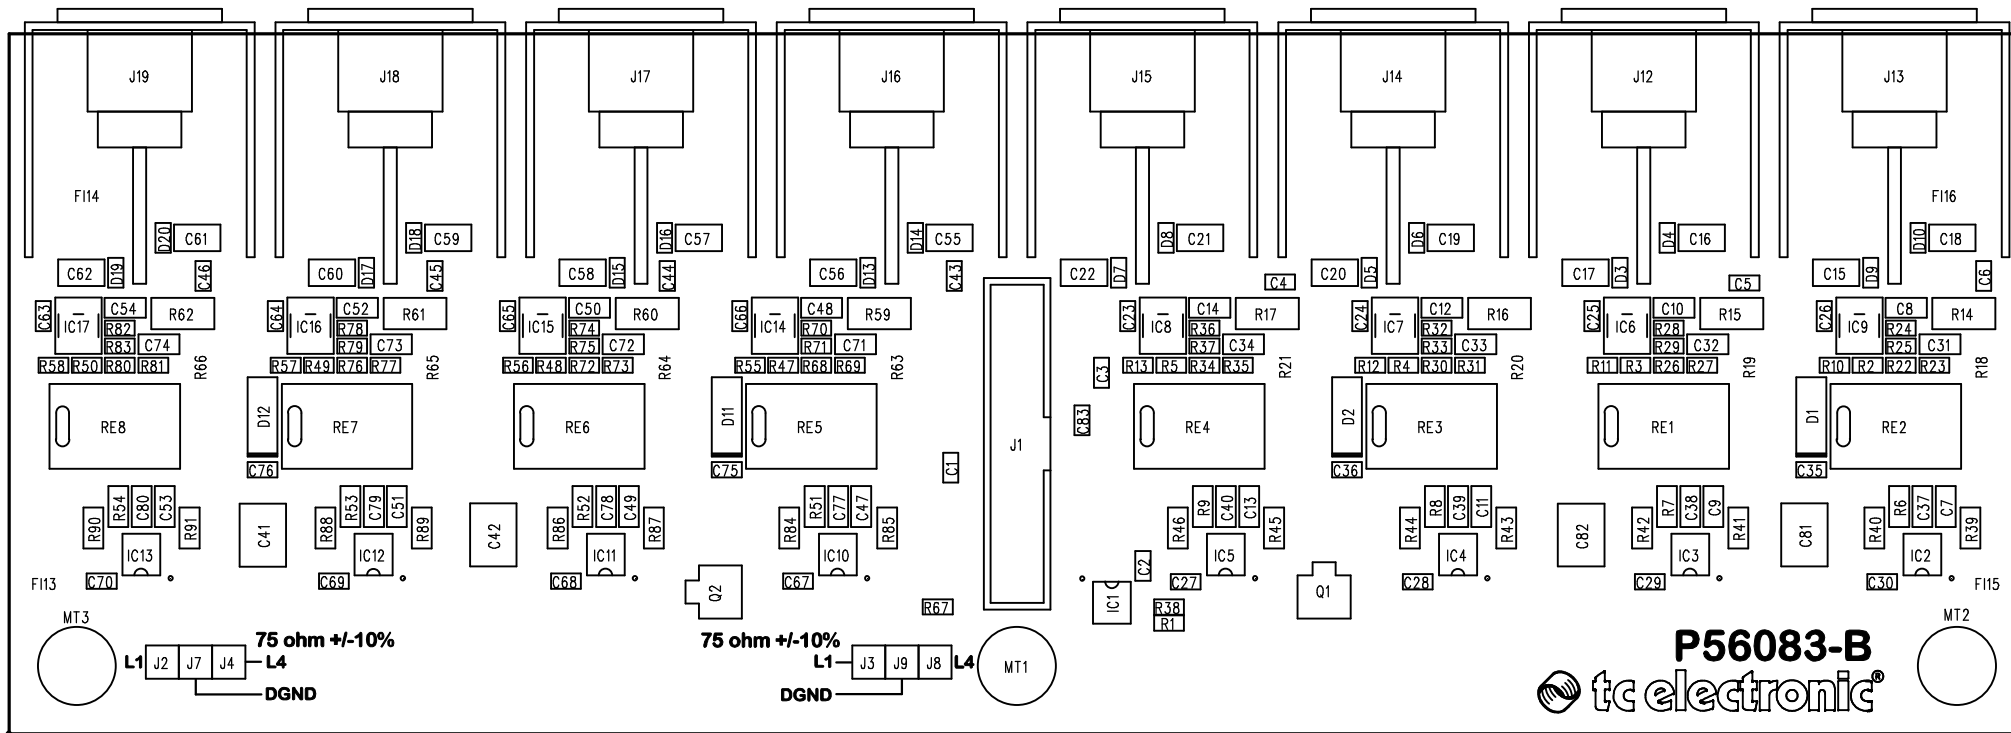 J19 J18 J17 J16 J15 J14 J12 J13
FI14 FI16
D20 C61 D18 C59 D16 C57 D14 C55 D8 C21 D6 C19 D4 C16 D10 C18
C62 D19 C46 C60 D17 C45 C58 D15 C44 C56 D13 C43 C22 D7 C4 C20 D5 C17 D3 C5 C15 D9 C6
C63 IC17 C54 R62 C64 IC16 C52 R61 C65 IC15 C50 R60 C66 IC14 C48 R59 C23 IC8 C14 R17 C24 IC7 C12 R16 C25 IC6 C10 R15 C26 IC9 C8 R14
R82 R78 R74 R70 R36 R32 R28 R24
R83 C74 R79 C73 R75 C72 R71 C71 R37 C34 R33 C33 R29 C32 R25 C31
R58 R50 R80 R81 R66 R57 R49 R76 R77 R65 R56 R48 R72 R73 R64 R55 R47 R68 R69 R63 C3 R13 R5 R34 R35 R21 R12 R4 R30 R31 R20 R11 R3 R26 R27 R19 R10 R2 R22 R23 R18
RE8 D12 RE7 RE6 D11 RE5 J1 C83 RE4 D2 RE3 RE1 D1 RE2
C76 C75 C1 C36 C35
R90 R54 C80 C53 R91 C41 R88 R53 C79 C51 R89 C42 R86 R52 C78 C49 R87 R84 R51 C77 C47 R85 R46 R9 C40 C13 R45 R44 R8 C39 C11 R43 C82 R42 R7 C38 C9 R41 C81 R40 R6 C37 C7 R39
IC13 IC12 IC11 IC10 IC5 IC4 IC3 IC2
FI13 C70 C69 C68 Q2 C67 C2 C27 C28 Q1 C29 C30 FI15
R67 IC1 R38
R1
MT3 MT2
75 ohm +/-10% 75 ohm +/-10% P56083-B
L1 J2 J7 J4 L4 L1 J3 J9 J8 L4 MT1
DGND DGND tc electronic®